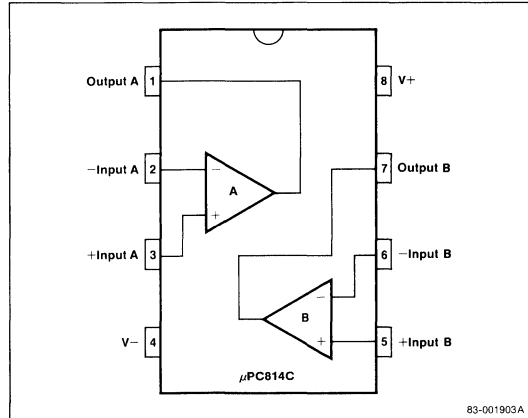 Output A 1
8 V+
−Input A 2
7 Output B
−
A
+
+Input A 3
6 −Input B
−
B
+
V− 4
5 +Input B
μPC814C
83-001903A